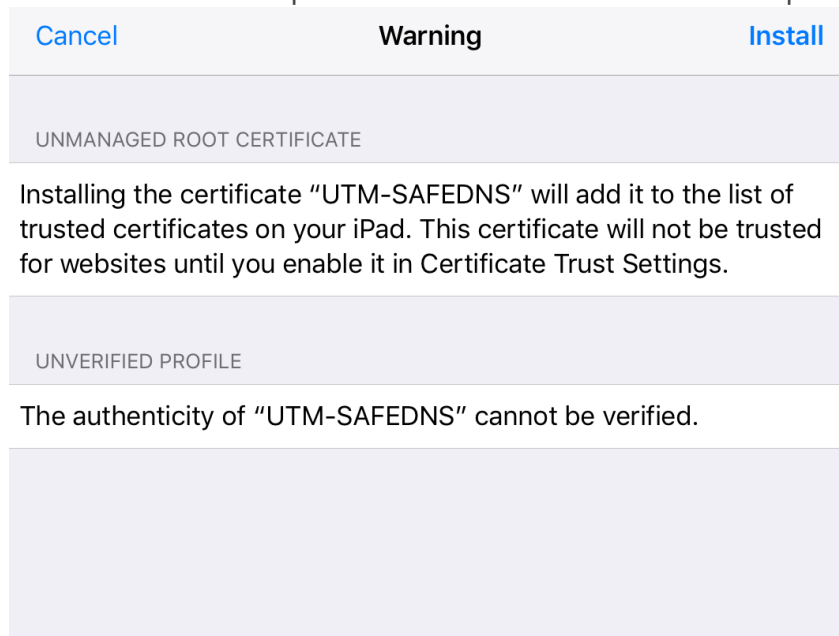 Cancel Warning Install
UNMANAGED ROOT CERTIFICATE
Installing the certificate “UTM-SAFEDNS” will add it to the list of
trusted certificates on your iPad. This certificate will not be trusted
for websites until you enable it in Certificate Trust Settings.
UNVERIFIED PROFILE
The authenticity of “UTM-SAFEDNS” cannot be verified.